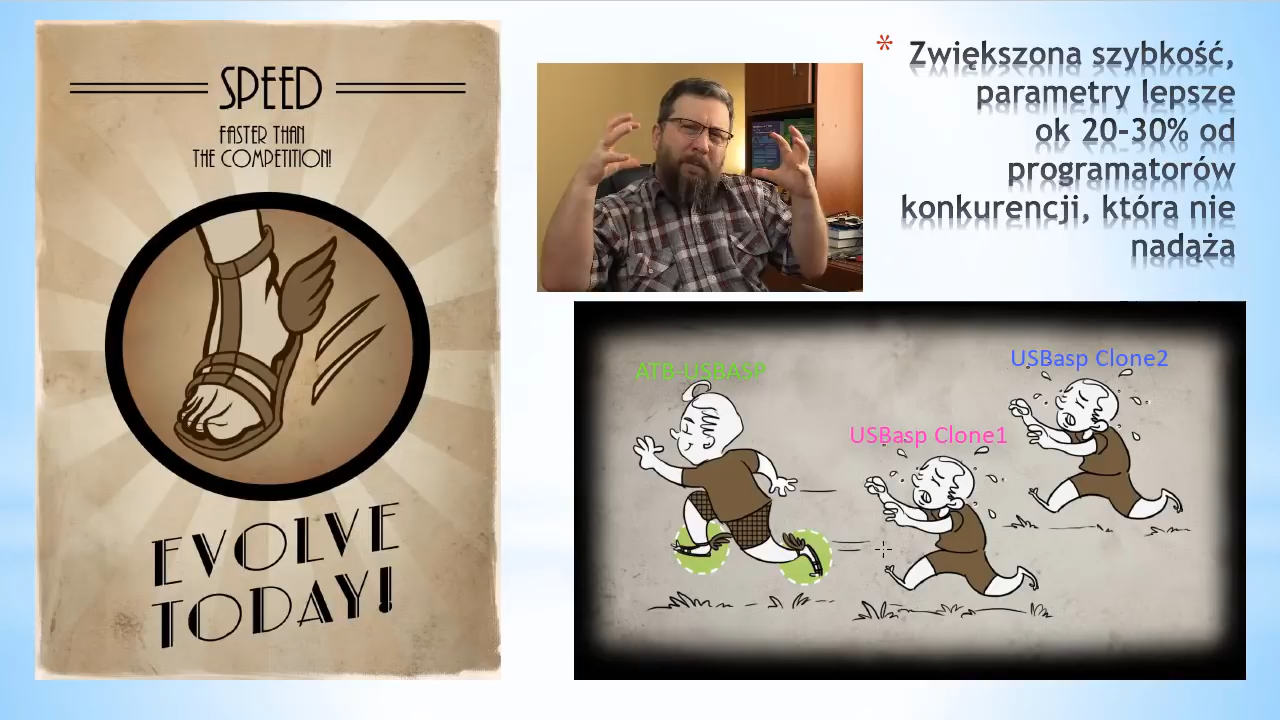 SPEED
FASTER THAN
THE COMPETITION!
EVOLVE
TODAY!
* Zwiększona szybkość,
parametry lepsze
ok 20-30% od
programatorów
konkurencji, która nie
nadąża
ATB-USBASP
USBasp Clone1
USBasp Clone2